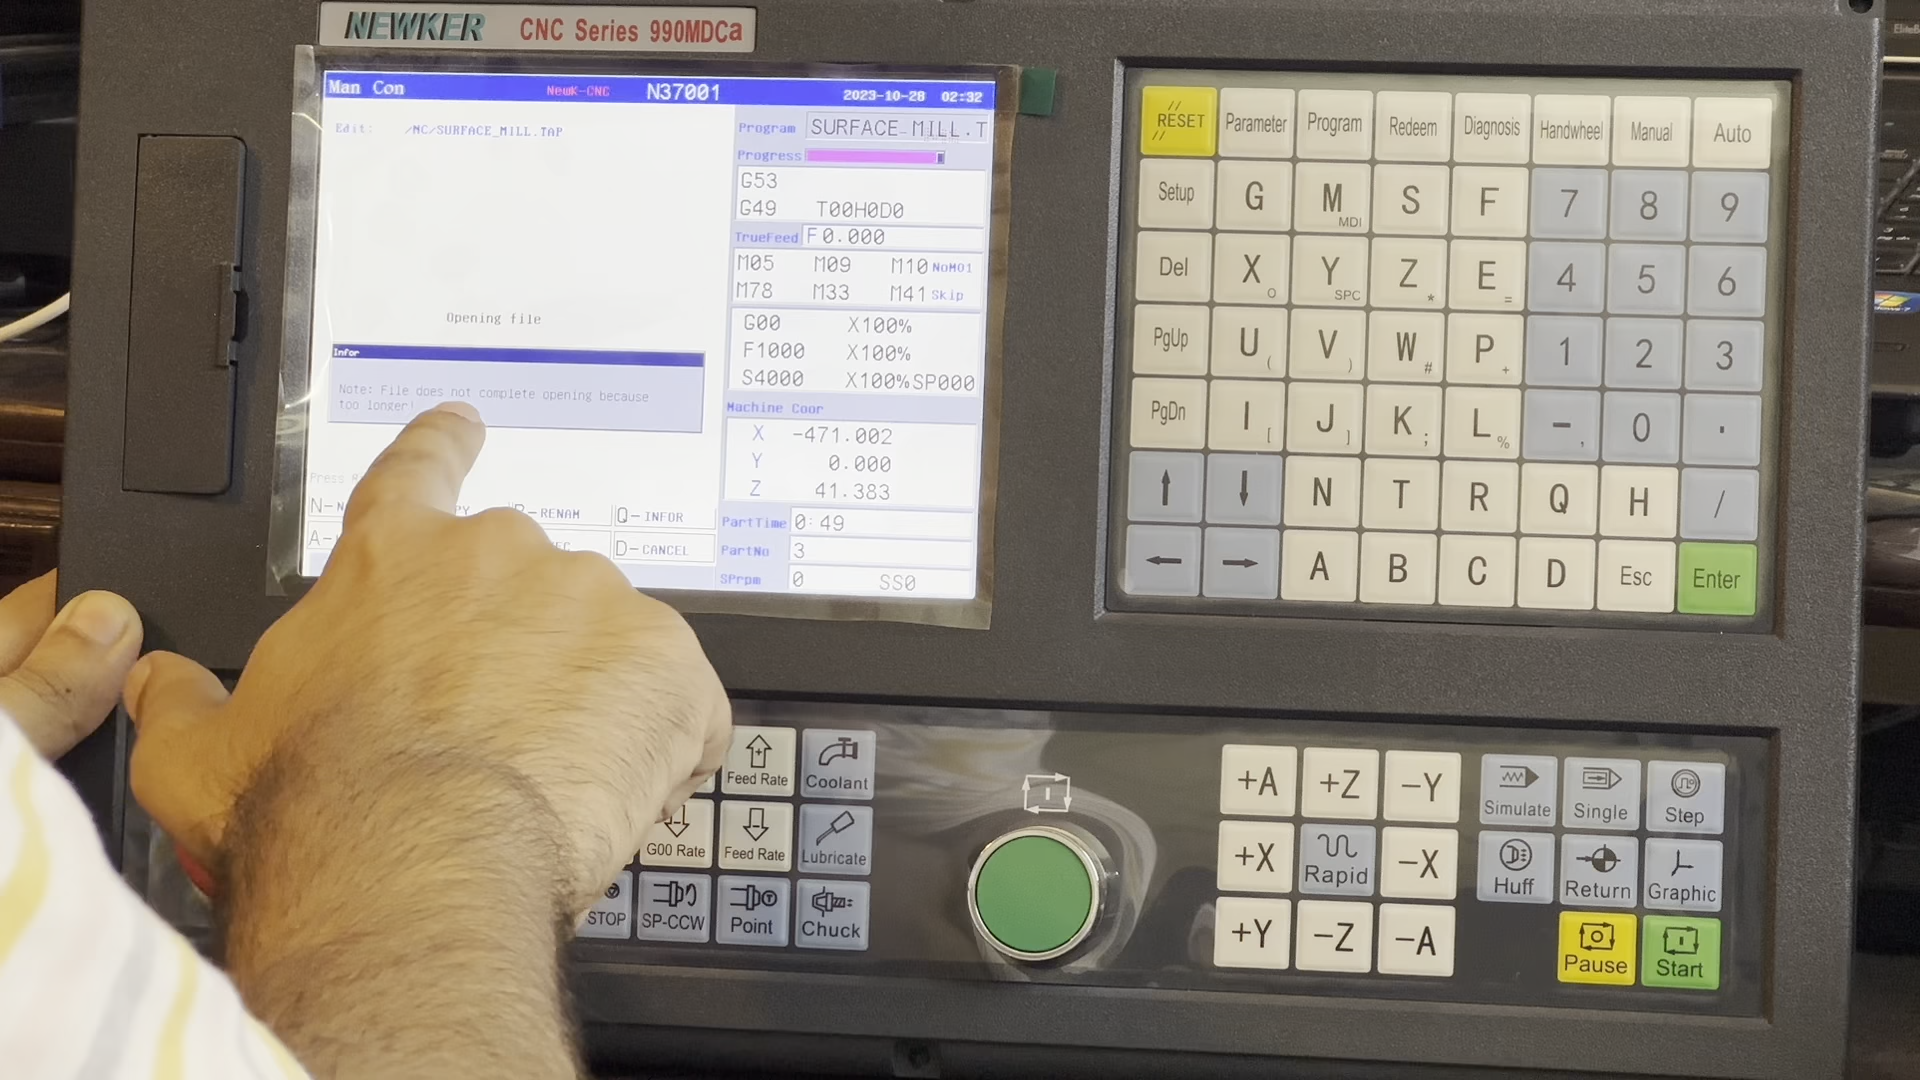 NEWKER CNC Series 990MDCa
Man Con NewK-CNC N37001 2023-10-28 02:32
Edit: /NC/SURFACE_MILL.TAP
Opening file
Infor
Note: File does not complete opening because
too longer!
R-RENAM Q-INFOR
D-CANCEL
Program SURFACE_MILL.T
Progress
G53
G49 T00H0D0
TrueFeed F0.000
M05 M09 M10 NoM01
M78 M33 M41 Skip
G00 X100%
F1000 X100%
S4000 X100% SP000
Machine Coor
X -471.002
Y 0.000
Z 41.383
PartTime 0:49
PartNo 3
SPrpm 0 SS0
RESET Parameter Program Redeem Diagnosis Handwheel Manual Auto
Setup G M MDI S F 7 8 9
Del X O Y SPC Z * E = 4 5 6
PgUp U ( V ) W # P + 1 2 3
PgDn I [ J ] K ; L % - , 0 .
↑ ↓ N T R Q H /
← → A B C D Esc Enter
Feed Rate Coolant
G00 Rate Feed Rate Lubricate
STOP SP-CCW Point Chuck
+A +Z -Y
+X Rapid -X
+Y -Z -A
Simulate Single Step
Huff Return Graphic
Pause Start